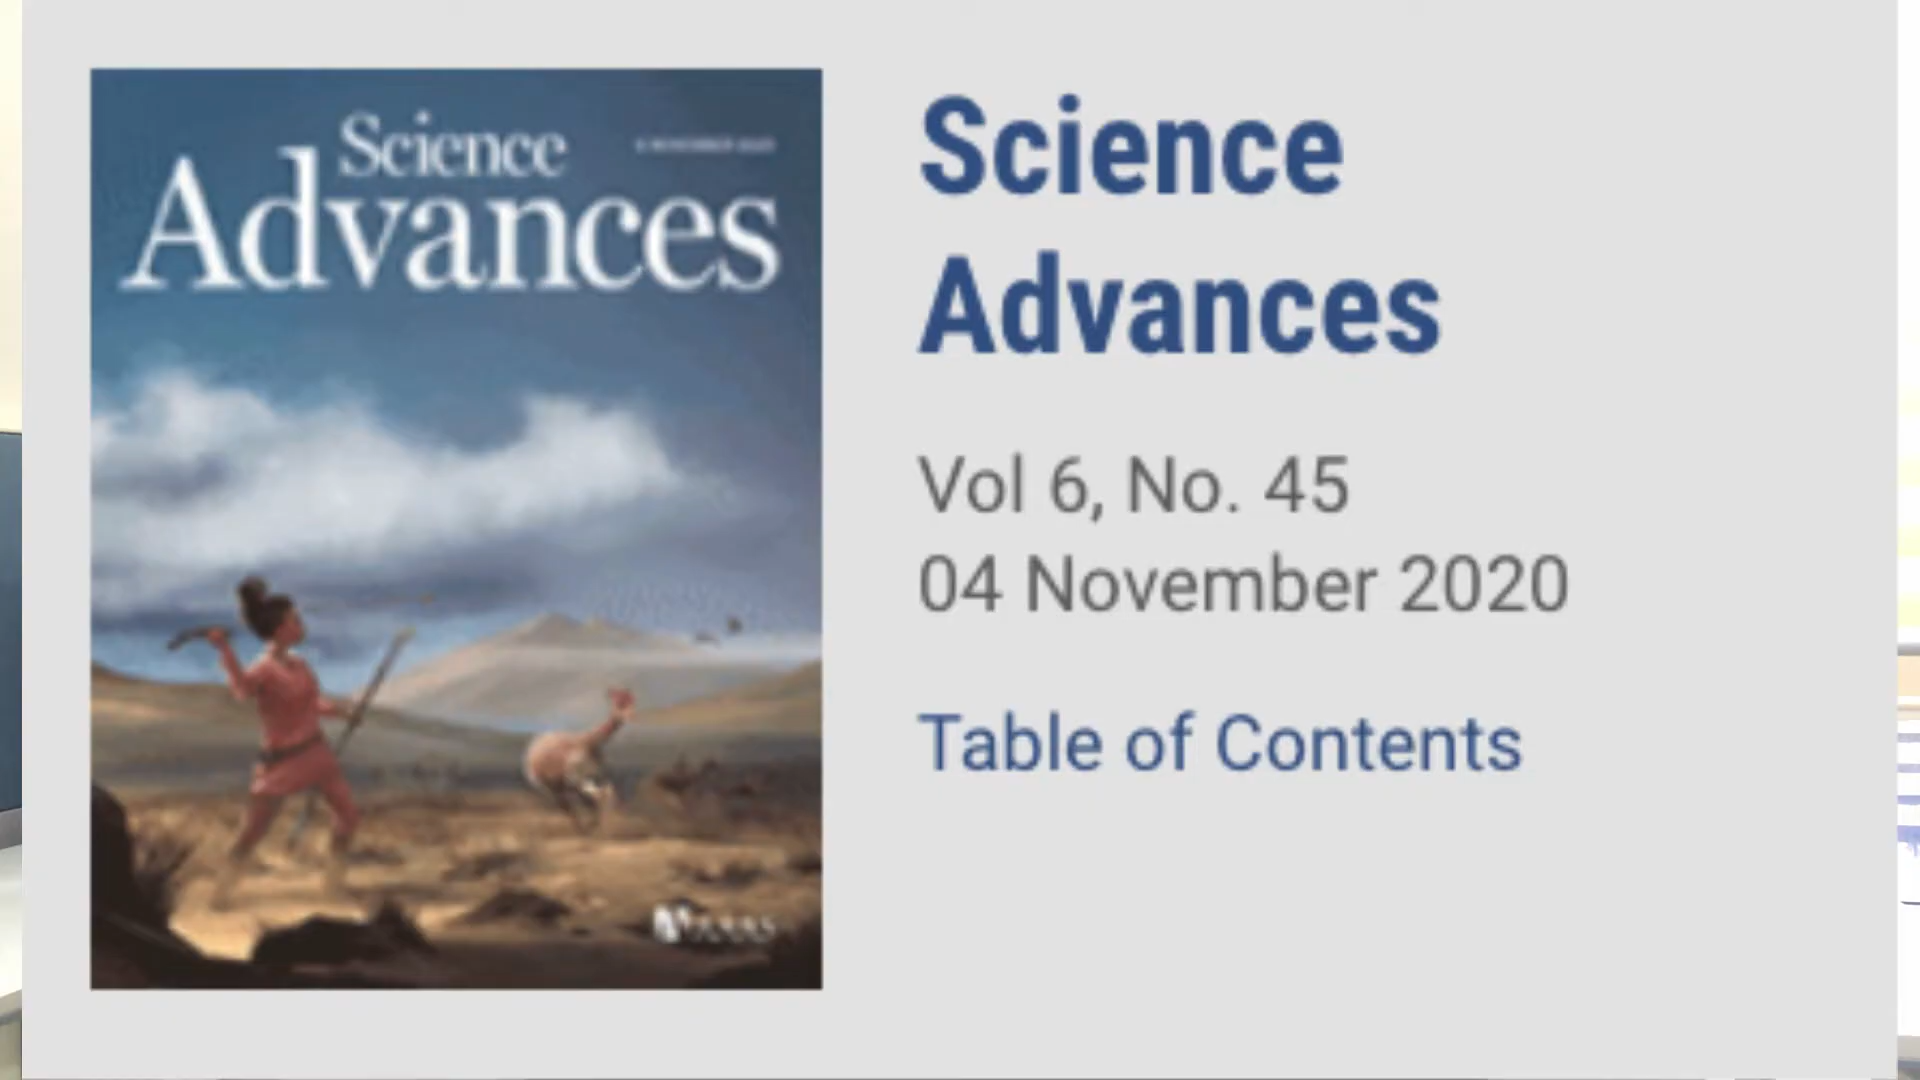 Science
Advances
Science
Advances
Vol 6, No. 45
04 November 2020
Table of Contents